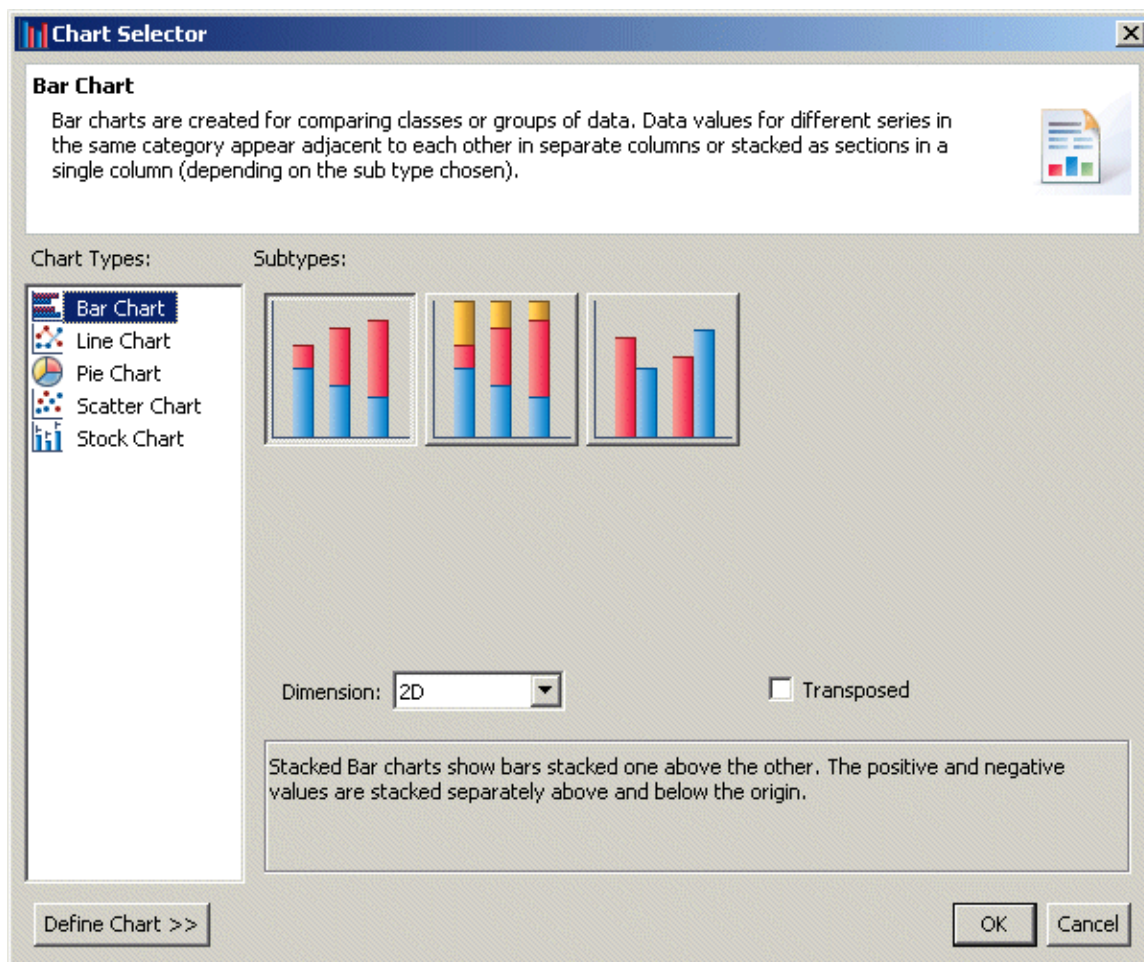 Chart Selector
Bar Chart
Bar charts are created for comparing classes or groups of data. Data values for different series in
the same category appear adjacent to each other in separate columns or stacked as sections in a
single column (depending on the sub type chosen).
Chart Types:
Subtypes:
Bar Chart
Line Chart
Pie Chart
Scatter Chart
Stock Chart
Dimension: 2D
Transposed
Stacked Bar charts show bars stacked one above the other. The positive and negative
values are stacked separately above and below the origin.
Define Chart >>
OK
Cancel